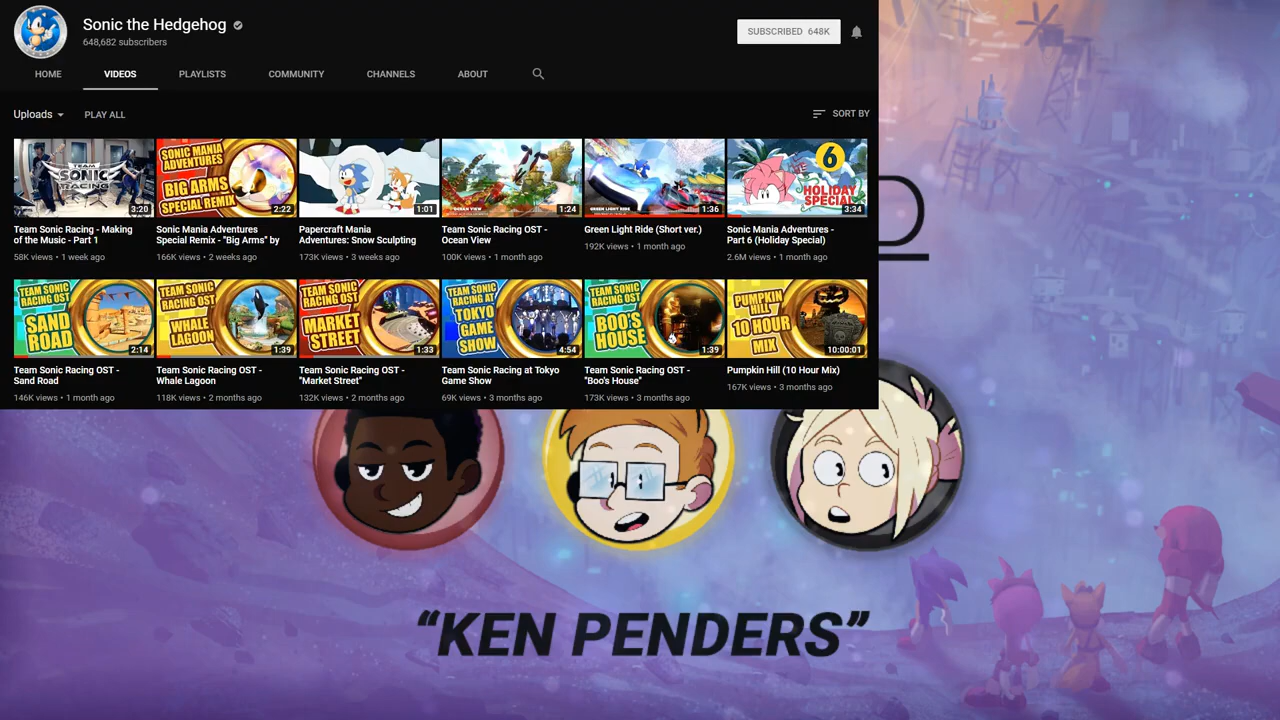 Sonic the Hedgehog
648,682 subscribers
SUBSCRIBED 648K
HOME VIDEOS PLAYLISTS COMMUNITY CHANNELS ABOUT
Uploads PLAY ALL SORT BY
TEAM
SONIC
RACING
3:20
SONIC MANIA
ADVENTURES
BIG ARMS
SPECIAL REMIX
2:22
1:01
OCEAN VIEW
1:24
GREEN LIGHT RIDE
1:36
6
HOLIDAY
SPECIAL
3:34
Team Sonic Racing - Making
of the Music - Part 1
58K views • 1 week ago
Sonic Mania Adventures
Special Remix - "Big Arms" by
166K views • 2 weeks ago
Papercraft Mania
Adventures: Snow Sculpting
173K views • 3 weeks ago
Team Sonic Racing OST -
Ocean View
100K views • 1 month ago
Green Light Ride (Short ver.)
192K views • 1 month ago
Sonic Mania Adventures -
Part 6 (Holiday Special)
2.6M views • 1 month ago
TEAM SONIC
RACING OST
SAND
ROAD
2:14
TEAM SONIC
RACING OST
WHALE
LAGOON
1:39
TEAM SONIC
RACING OST
MARKET
STREET
1:33
TEAM SONIC
RACING AT
TOKYO
GAME
SHOW
4:54
TEAM SONIC
RACING OST
BOO'S
HOUSE
1:39
PUMPKIN
HILL
10 HOUR
MIX
10:00:01
Team Sonic Racing OST -
Sand Road
146K views • 1 month ago
Team Sonic Racing OST -
Whale Lagoon
118K views • 2 months ago
Team Sonic Racing OST -
"Market Street"
132K views • 2 months ago
Team Sonic Racing at Tokyo
Game Show
69K views • 3 months ago
Team Sonic Racing OST -
"Boo's House"
173K views • 3 months ago
Pumpkin Hill (10 Hour Mix)
167K views • 3 months ago
“KEN PENDERS”